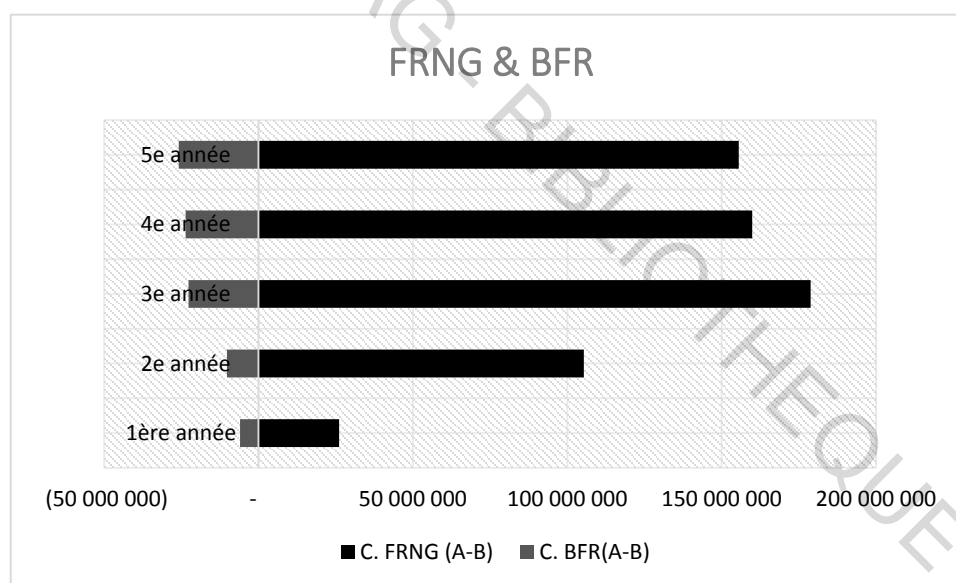 FRNG & BFR
5e année
4e année
3e année
2e année
1ère année
(50 000 000) - 50 000 000 100 000 000 150 000 000 200 000 000
C. FRNG (A-B) C. BFR(A-B)
G - BIBLIOTHEQUE